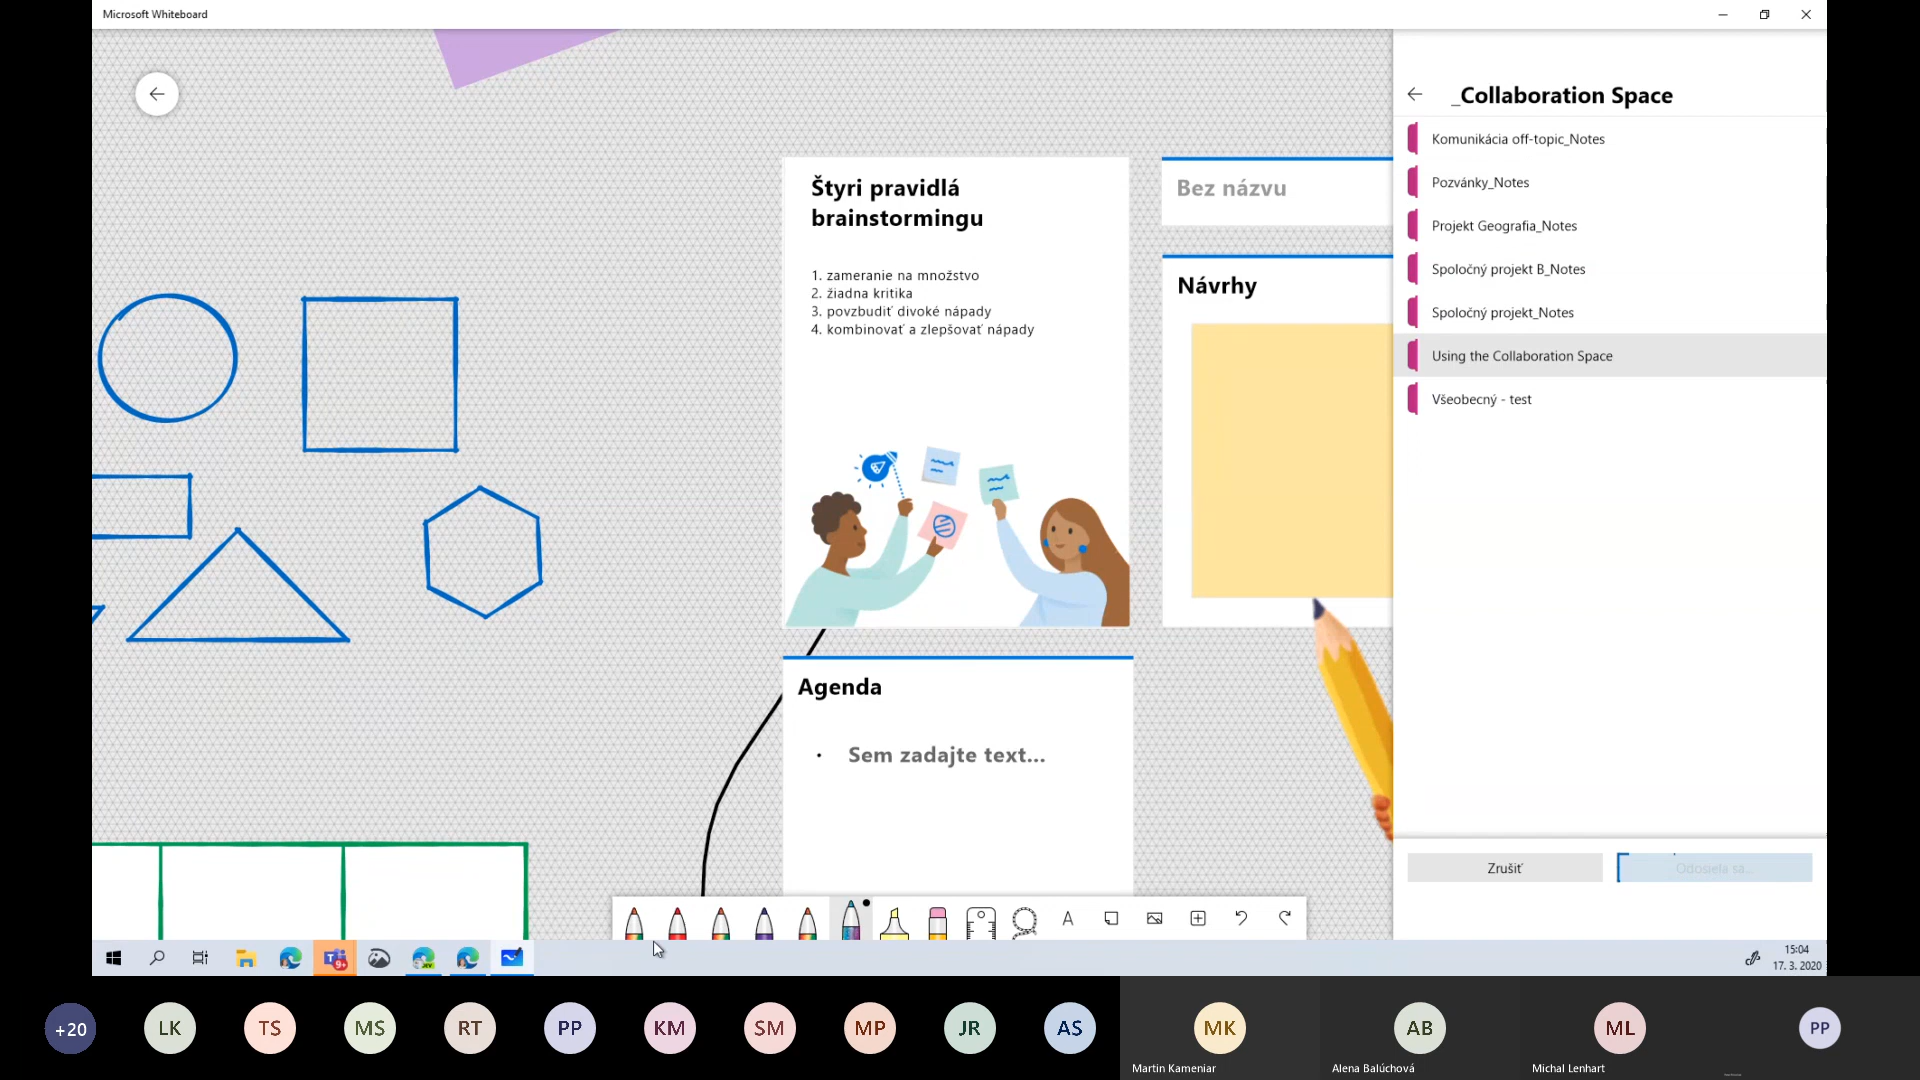 Microsoft Whiteboard
_Collaboration Space
Komunikácia off-topic_Notes
Pozvánky_Notes
Projekt Geografia_Notes
Spoločný projekt B_Notes
Spoločný projekt_Notes
Using the Collaboration Space
Všeobecný - test
Štyri pravidlá
brainstormingu
1. zameranie na množstvo
2. žiadna kritika
3. povzbudiť divoké nápady
4. kombinovať a zlepšovať nápady
Bez názvu
Návrhy
Agenda
• Sem zadajte text...
Zrušiť
Odosiela sa...
A
9+
15:04
17. 3. 2020
+20
LK
TS
MS
RT
PP
KM
SM
MP
JR
AS
MK
Martin Kameniar
AB
Alena Balúchová
ML
Michal Lenhart
PP